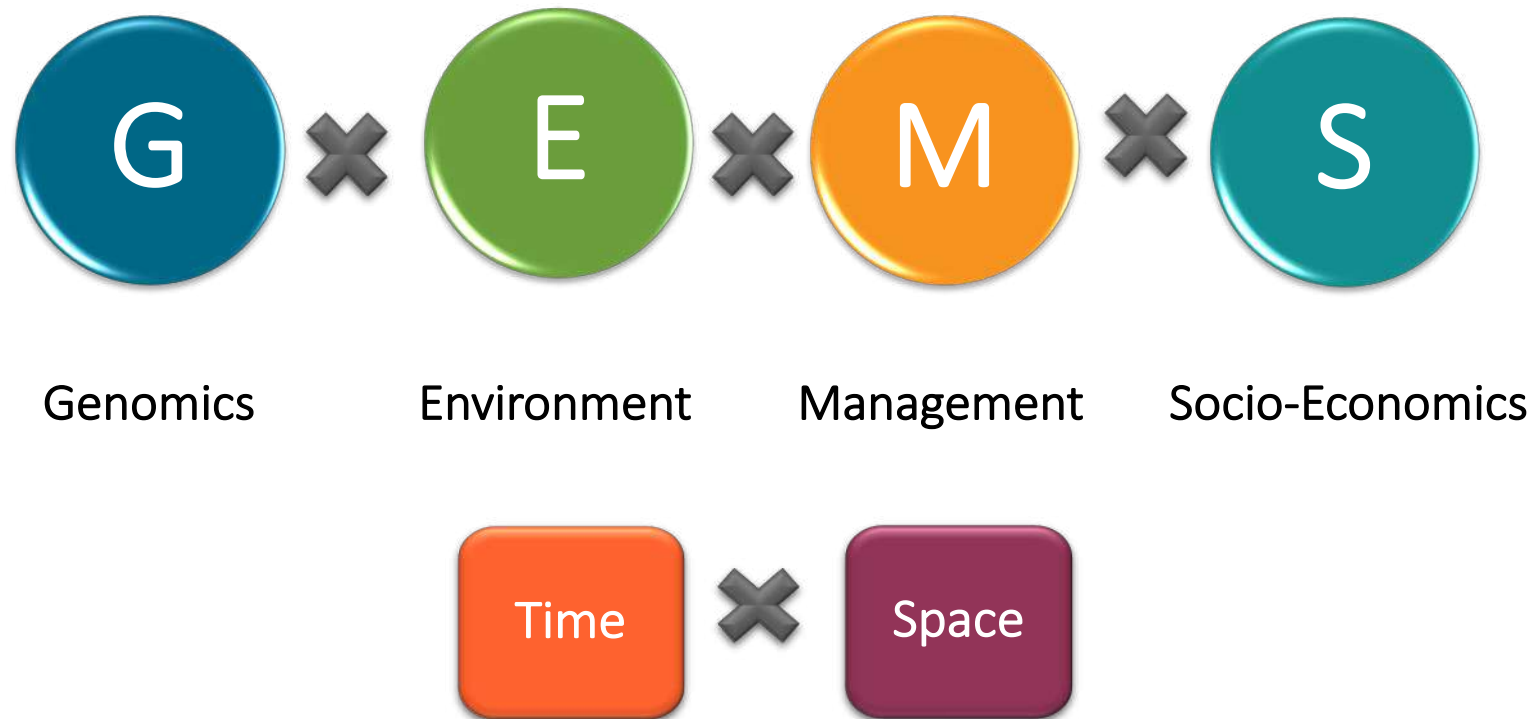 G E M S
Genomics Environment Management Socio-Economics
Time Space